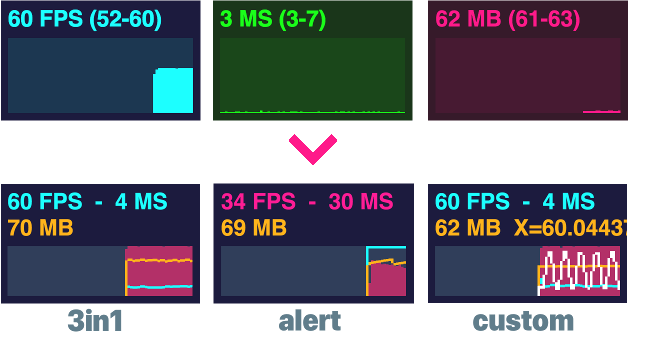 60 FPS (52-60)
3 MS (3-7)
62 MB (61-63)
60 FPS - 4 MS
70 MB
34 FPS - 30 MS
69 MB
60 FPS - 4 MS
62 MB X=60.04437
3in1
alert
custom